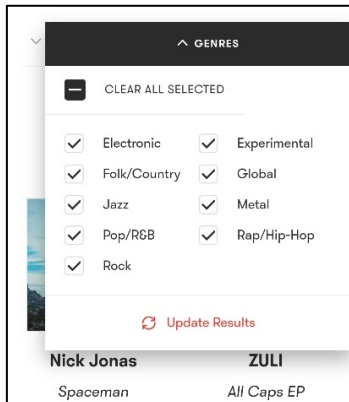 GENRES
CLEAR ALL SELECTED
Electronic Experimental
Folk/Country Global
Jazz Metal
Pop/R&B Rap/Hip-Hop
Rock
Update Results
Nick Jonas ZULI
Spaceman All Caps EP